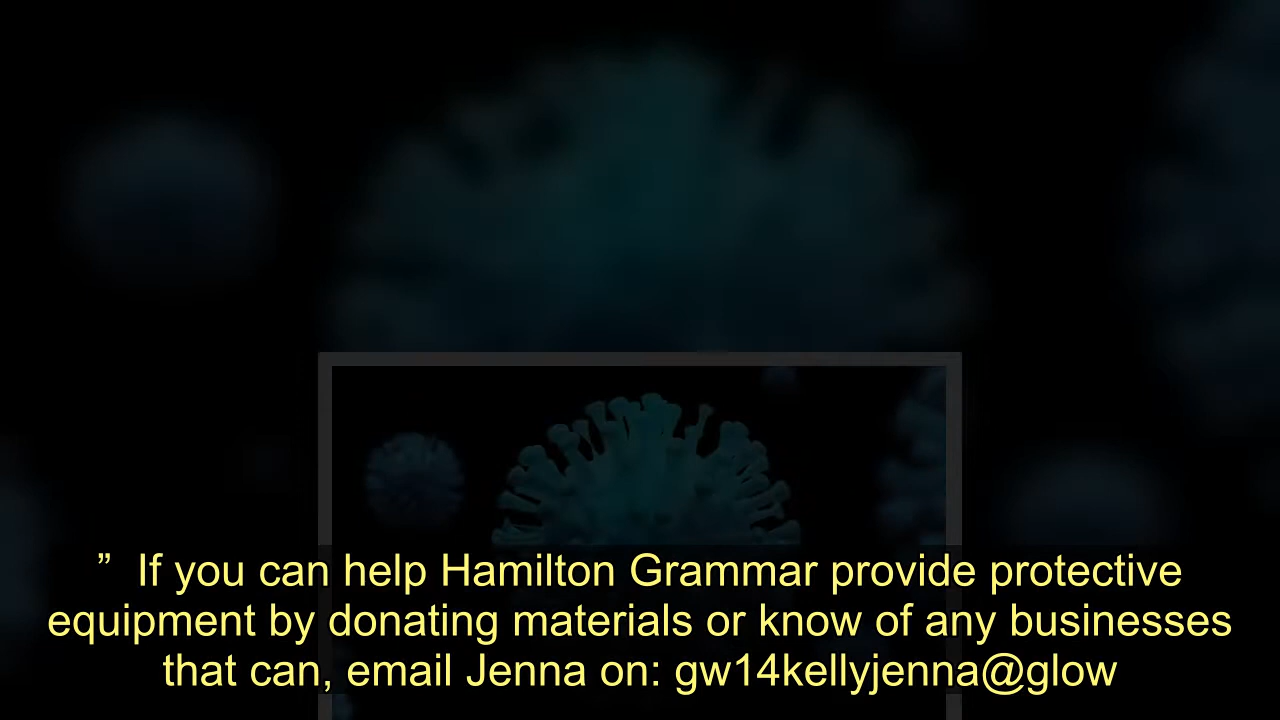 ”  If you can help Hamilton Grammar provide protective
equipment by donating materials or know of any businesses
that can, email Jenna on: gw14kellyjenna@glow